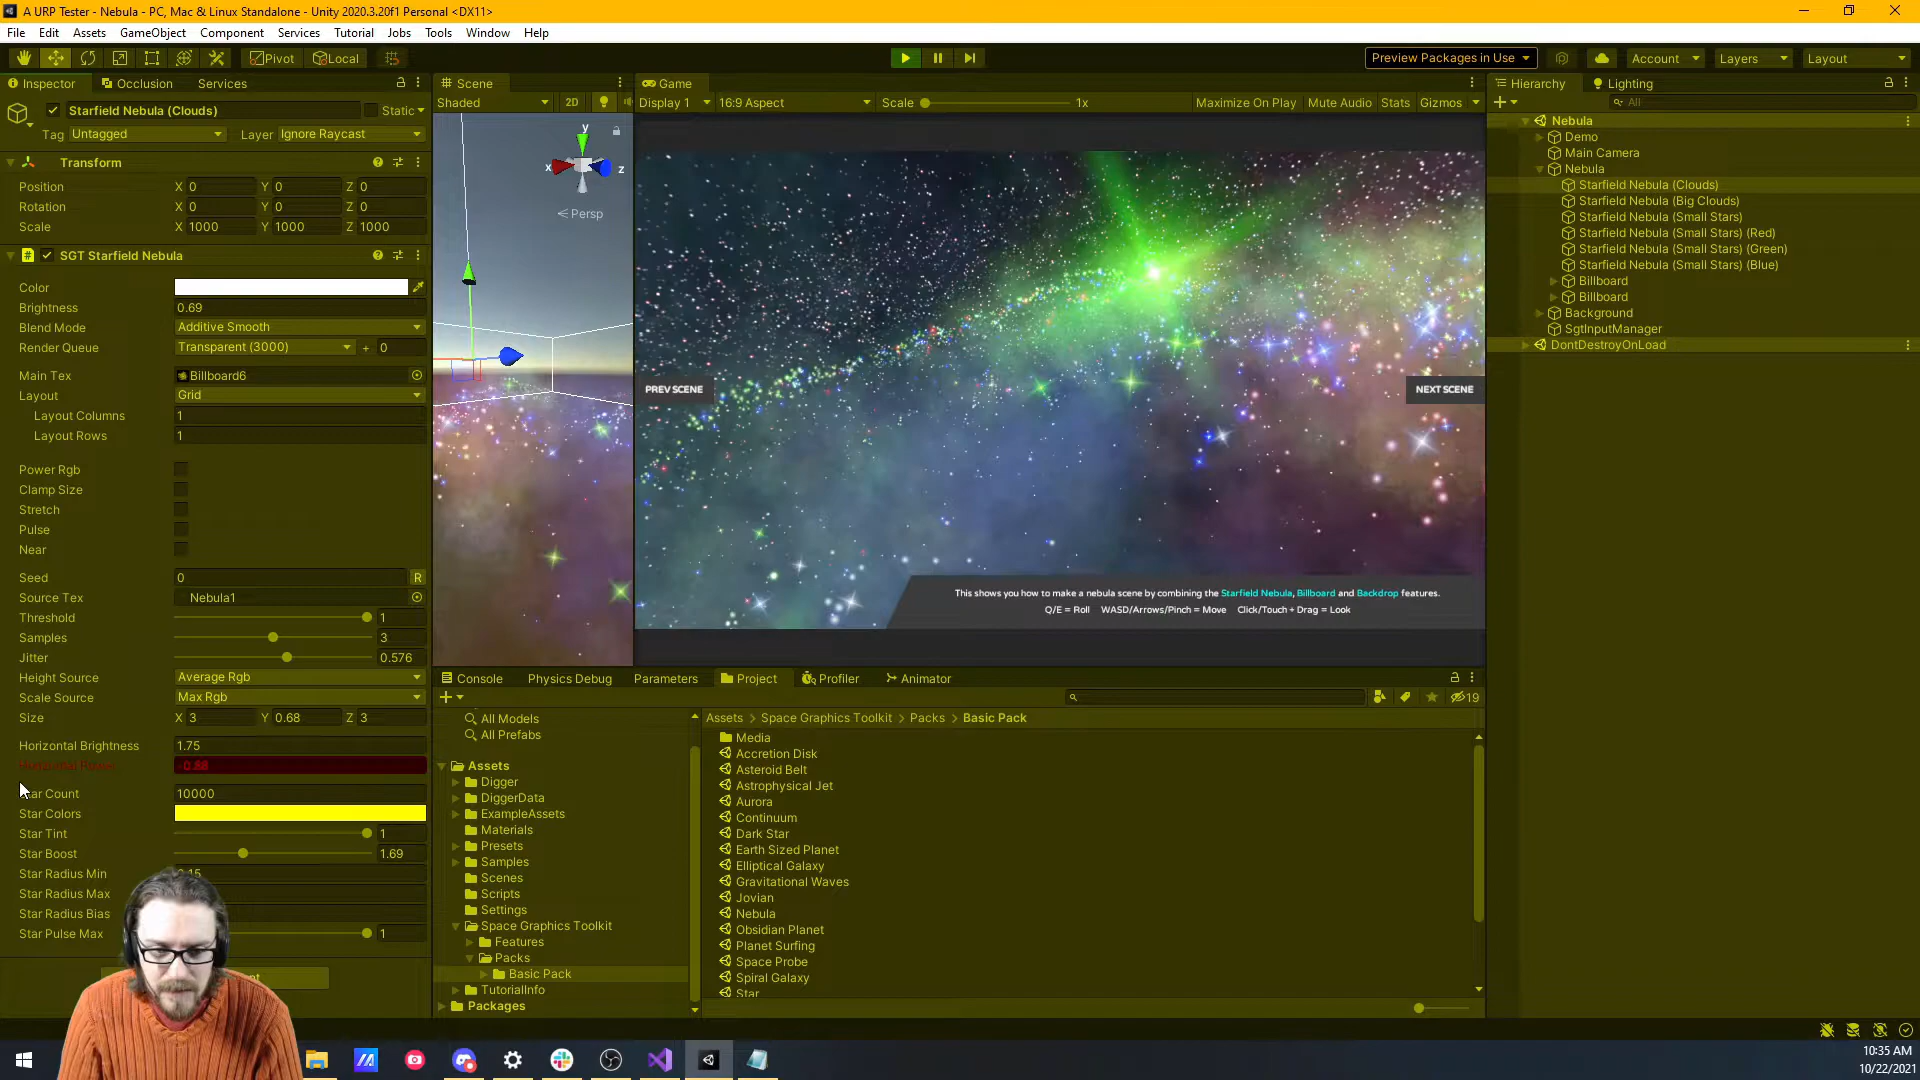 A URP Tester - Nebula - PC, Mac & Linux Standalone - Unity 2020.3.20f1 Personal <DX11>
File Edit Assets GameObject Component Services Tutorial Jobs Tools Window Help
Pivot Local Preview Packages in Use Account Layers Layout
Inspector Occlusion Services
Starfield Nebula (Clouds) Static
Tag Untagged Layer Ignore Raycast
Transform
Position X 0 Y 0 Z 0
Rotation X 0 Y 0 Z 0
Scale X 1000 Y 1000 Z 1000
SGT Starfield Nebula
Color
Brightness 0.69
Blend Mode Additive Smooth
Render Queue Transparent (3000) + 0
Main Tex Billboard6
Layout Grid
Layout Columns 1
Layout Rows 1
Power Rgb
Clamp Size
Stretch
Pulse
Near
Seed 0 R
Source Tex Nebula1
Threshold 1
Samples 3
Jitter 0.576
Height Source Average Rgb
Scale Source Max Rgb
Size X 3 Y 0.68 Z 3
Horizontal Brightness 1.75
Horizontal Power -0.88
Count 10000
Star Colors
Star Tint 1
Star Boost 1.69
Star Radius Min
Star Radius Max
Star Radius Bias
Star Pulse Max 1
Scene
Shaded 2D
y
x z
Persp
Game
Display 1 16:9 Aspect Scale 1x Maximize On Play Mute Audio Stats Gizmos
PREV SCENE
NEXT SCENE
This shows you how to make a nebula scene by combining the Starfield Nebula, Billboard and Backdrop features.
Q/E = Roll WASD/Arrows/Pinch = Move Click/Touch + Drag = Look
Console Physics Debug Parameters Project Profiler Animator
19
All Models
All Prefabs
Assets
Digger
DiggerData
ExampleAssets
Materials
Presets
Samples
Scenes
Scripts
Settings
Space Graphics Toolkit
Features
Packs
Basic Pack
TutorialInfo
Packages
Assets > Space Graphics Toolkit > Packs > Basic Pack
Media
Accretion Disk
Asteroid Belt
Astrophysical Jet
Aurora
Continuum
Dark Star
Earth Sized Planet
Elliptical Galaxy
Gravitational Waves
Jovian
Nebula
Obsidian Planet
Planet Surfing
Space Probe
Spiral Galaxy
Star
Hierarchy Lighting
All
Nebula
Demo
Main Camera
Nebula
Starfield Nebula (Clouds)
Starfield Nebula (Big Clouds)
Starfield Nebula (Small Stars)
Starfield Nebula (Small Stars) (Red)
Starfield Nebula (Small Stars) (Green)
Starfield Nebula (Small Stars) (Blue)
Billboard
Billboard
Background
SgtInputManager
DontDestroyOnLoad
10:35 AM
10/22/2021